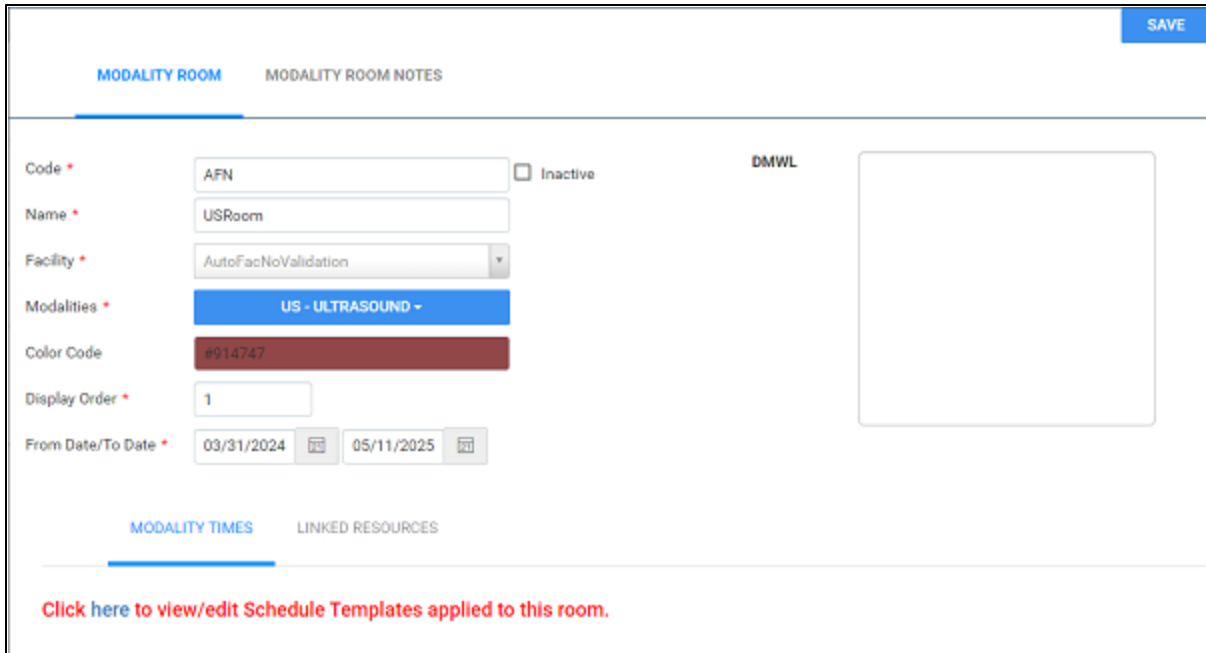 SAVE
MODALITY ROOM MODALITY ROOM NOTES
Code * AFN Inactive DMWL
Name * USRoom
Facility * AutoFacNoValidation
Modalities * US - ULTRASOUND
Color Code #914747
Display Order * 1
From Date/To Date * 03/31/2024 05/11/2025
MODALITY TIMES LINKED RESOURCES
Click here to view/edit Schedule Templates applied to this room.